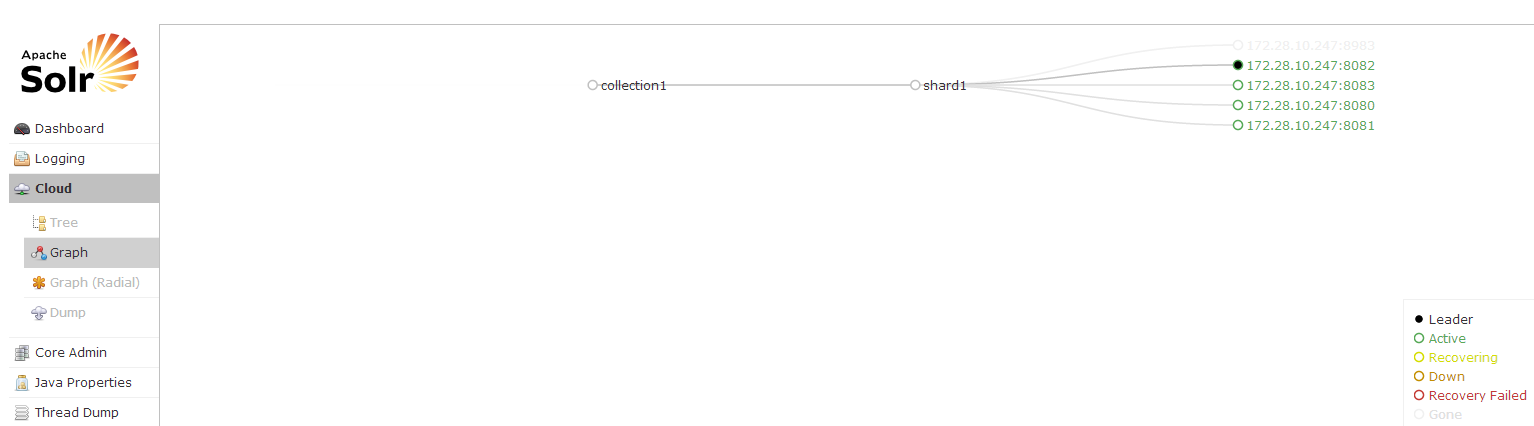 Apache
Solr
Dashboard
Logging
Cloud
Tree
Graph
Graph (Radial)
Dump
Core Admin
Java Properties
Thread Dump
collection1
shard1
172.28.10.247:8983
172.28.10.247:8082
172.28.10.247:8083
172.28.10.247:8080
172.28.10.247:8081
Leader
Active
Recovering
Down
Recovery Failed
Gone